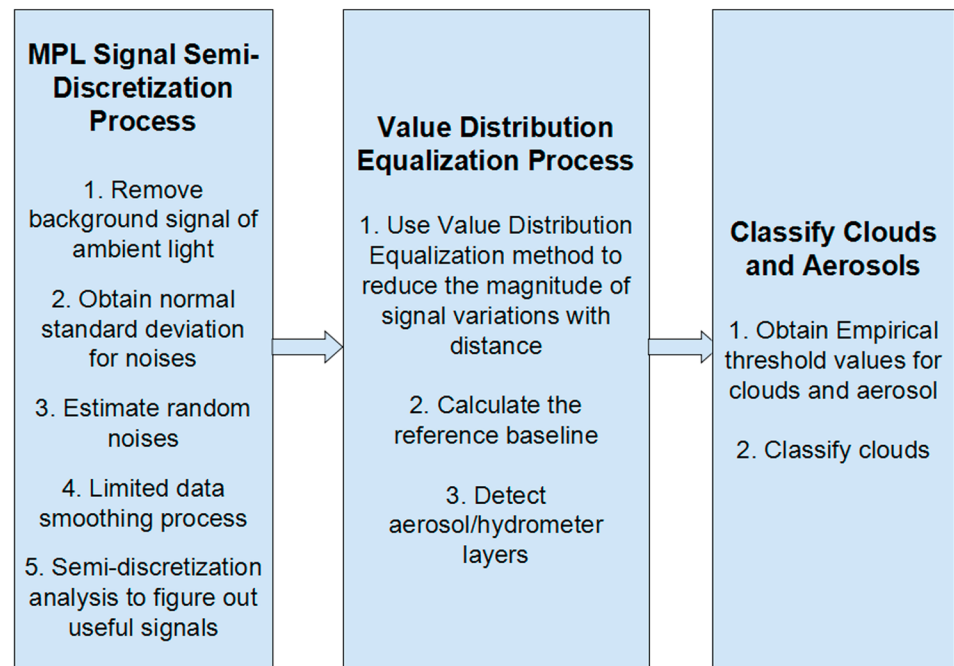 MPL Signal Semi-
Discretization
Process
1. Remove
background signal of
ambient light
2. Obtain normal
standard deviation
for noises
3. Estimate random
noises
4. Limited data
smoothing process
5. Semi-discretization
analysis to figure out
useful signals
Value Distribution
Equalization Process
1. Use Value Distribution
Equalization method to
reduce the magnitude of
signal variations with
distance
2. Calculate the
reference baseline
3. Detect
aerosol/hydrometer
layers
Classify Clouds
and Aerosols
1. Obtain Empirical
threshold values for
clouds and aerosol
2. Classify clouds